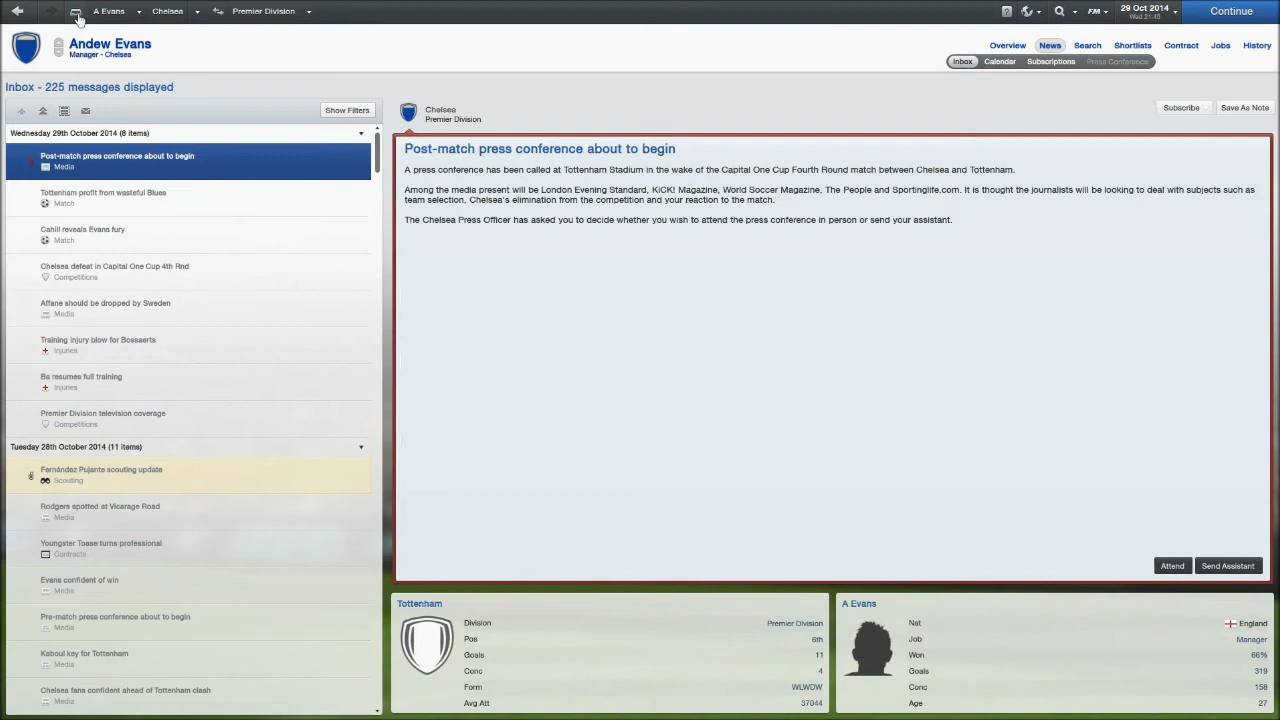 A Evans
Chelsea
Premier Division
FM
29 Oct 2014
Wed 21:45
Continue
Andew Evans
Manager - Chelsea
Overview
News
Search
Shortlists
Contract
Jobs
History
Inbox
Calendar
Subscriptions
Press Conference
Inbox - 225 messages displayed
Show Filters
Wednesday 29th October 2014 (8 items)
Post-match press conference about to begin
Media
Tottenham profit from wasteful Blues
Match
Cahill reveals Evans fury
Match
Chelsea defeat in Capital One Cup 4th Rnd
Competitions
Affane should be dropped by Sweden
Media
Training injury blow for Bossaerts
Injuries
Ba resumes full training
Injuries
Premier Division television coverage
Competitions
Tuesday 28th October 2014 (11 items)
Fernández Pujante scouting update
Scouting
Rodgers spotted at Vicarage Road
Media
Youngster Toase turns professional
Contracts
Evans confident of win
Media
Pre-match press conference about to begin
Media
Kaboul key for Tottenham
Media
Chelsea fans confident ahead of Tottenham clash
Media
Chelsea
Premier Division
Subscribe
Save As Note
Post-match press conference about to begin
A press conference has been called at Tottenham Stadium in the wake of the Capital One Cup Fourth Round match between Chelsea and Tottenham.
Among the media present will be London Evening Standard, KiCK! Magazine, World Soccer Magazine, The People and Sportinglife.com. It is thought the journalists will be looking to deal with subjects such as
team selection, Chelsea's elimination from the competition and your reaction to the match.
The Chelsea Press Officer has asked you to decide whether you wish to attend the press conference in person or send your assistant.
Attend
Send Assistant
Tottenham
Division Premier Division
Pos 6th
Goals 11
Conc 4
Form WLWDW
Avg Att 37044
A Evans
Nat England
Job Manager
Won 66%
Goals 319
Conc 158
Age 27